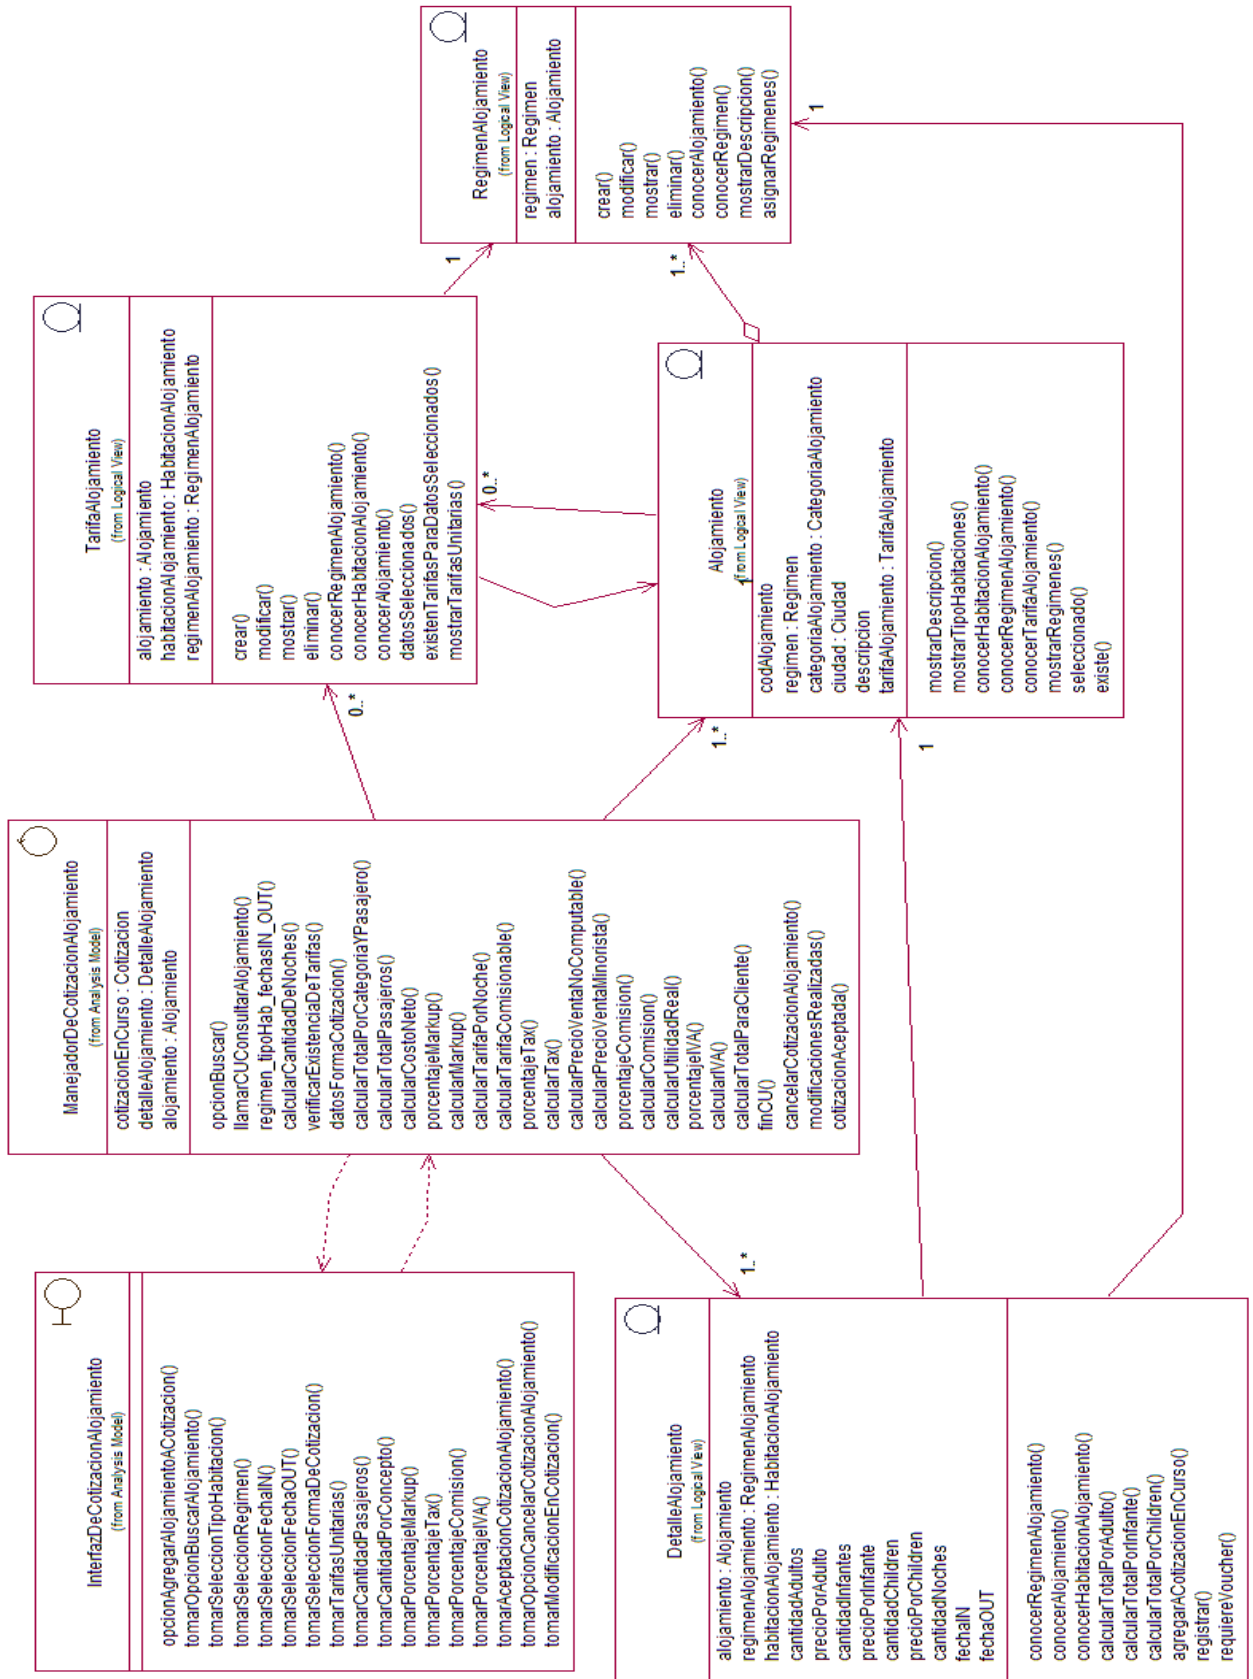 InterfazDeCotizacionAlojamiento
(from Analysis Model)
opcionAgregarAlojamientoACotizacion()
tomarOpcionBuscarAlojamiento()
tomarSeleccionTipoHabitacion()
tomarSeleccionRegimen()
tomarSeleccionFechaIN()
tomarSeleccionFechaOUT()
tomarSeleccionFormaDeCotizacion()
tomarTarifasUnitarias()
tomarCantidadPasajeros()
tomarCantidadPorConcepto()
tomarPorcentajeMarkup()
tomarPorcentajeTax()
tomarPorcentajeComision()
tomarPorcentajeIVA()
tomarAceptacionCotizacionAlojamiento()
tomarOpcionCancelarCotizacionAlojamiento()
tomarModificacionEnCotizacion()
ManejadorDeCotizacionAlojamiento
(from Analysis Model)
cotizacionEnCurso : Cotizacion
detalleAlojamiento : DetalleAlojamiento
alojamiento : Alojamiento
opcionBuscar()
llamarCUConsultarAlojamiento()
regimen_tipoHab_fechasIN_OUT()
calcularCantidadDeNoches()
verificarExistenciaDeTarifas()
datosFormaCotizacion()
calcularTotalPorCategoriaYPasajero()
calcularTotalPasajeros()
calcularCostoNeto()
porcentajeMarkup()
calcularMarkup()
calcularTarifaPorNoche()
calcularTarifaComisionable()
porcentajeTax()
calcularTax()
calcularPrecioVentaNoComputable()
calcularPrecioVentaMinorista()
porcentajeComision()
calcularComision()
calcularUtilidadReal()
porcentajeIVA()
calcularIVA()
calcularTotalParaCliente()
finCU()
cancelarCotizacionAlojamiento()
modificacionesRealizadas()
cotizacionAceptada()
TarifaAlojamiento
(from Logical View)
alojamiento : Alojamiento
habitacionAlojamiento : HabitacionAlojamiento
regimenAlojamiento : RegimenAlojamiento
crear()
modificar()
mostrar()
eliminar()
conocerRegimenAlojamiento()
conocerHabitacionAlojamiento()
conocerAlojamiento()
datosSeleccionados()
existenTarifasParaDatosSeleccionados()
mostrarTarifasUnitarias()
0..*
0..*
1
RegimenAlojamiento
(from Logical View)
regimen : Regimen
alojamiento : Alojamiento
crear()
modificar()
mostrar()
eliminar()
conocerAlojamiento()
conocerRegimen()
mostrarDescripcion()
asignarRegimenes()
1..*
1
DetalleAlojamiento
(from Logical View)
alojamiento : Alojamiento
regimenAlojamiento : RegimenAlojamiento
habitacionAlojamiento : HabitacionAlojamiento
cantidadAdultos
precioPorAdulto
cantidadInfantes
precioPorInfante
cantidadChildren
precioPorChildren
cantidadNoches
fechaIN
fechaOUT
conocerRegimenAlojamiento()
conocerAlojamiento()
conocerHabitacionAlojamiento()
calcularTotalPorAdulto()
calcularTotalPorInfante()
calcularTotalPorChildren()
agregarACotizacionEnCurso()
registrar()
requiereVoucher()
1..*
Alojamiento
(from Logical View)
1
codAlojamiento
regimen : Regimen
categoriaAlojamiento : CategoriaAlojamiento
ciudad : Ciudad
descripcion
tarifaAlojamiento : TarifaAlojamiento
mostrarDescripcion()
mostrarTipoHabitaciones()
conocerHabitacionAlojamiento()
conocerRegimenAlojamiento()
conocerTarifaAlojamiento()
mostrarRegimenes()
seleccionado()
existe()
1..*
1